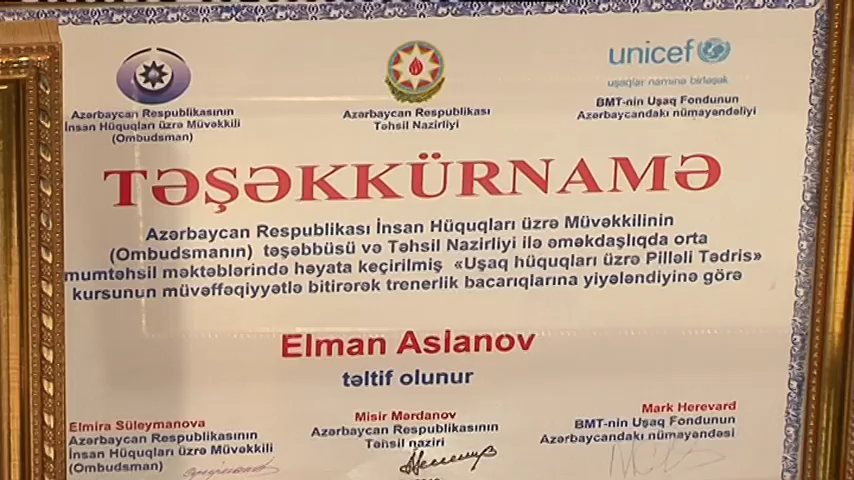 unicef
uşaqlar naminə birləşək
Azərbaycan Respublikasının
İnsan Hüquqları üzrə Müvəkkili
(Ombudsman)
Azərbaycan Respublikası
Təhsil Nazirliyi
BMT-nin Uşaq Fondunun
Azərbaycandakı nümayəndəliyi
TƏŞƏKKÜRNAMƏ
Azərbaycan Respublikası İnsan Hüquqları üzrə Müvəkkilinin
(Ombudsmanın) təşəbbüsü və Təhsil Nazirliyi ilə əməkdaşlıqda orta
mumtəhsil məktəblərində həyata keçirilmiş «Uşaq hüquqları üzrə Pilləli Tədris»
kursunun müvəffəqiyyətlə bitirərək trenerlik bacarıqlarına yiyələndiyinə görə
Elman Aslanov
təltif olunur
Elmira Süleymanova
Azərbaycan Respublikasının
İnsan Hüquqları üzrə Müvəkkili
(Ombudsman)
Misir Mərdanov
Azərbaycan Respublikasının
Təhsil naziri
Mark Herevard
BMT-nin Uşaq Fondunun
Azərbaycandakı nümayəndəsi